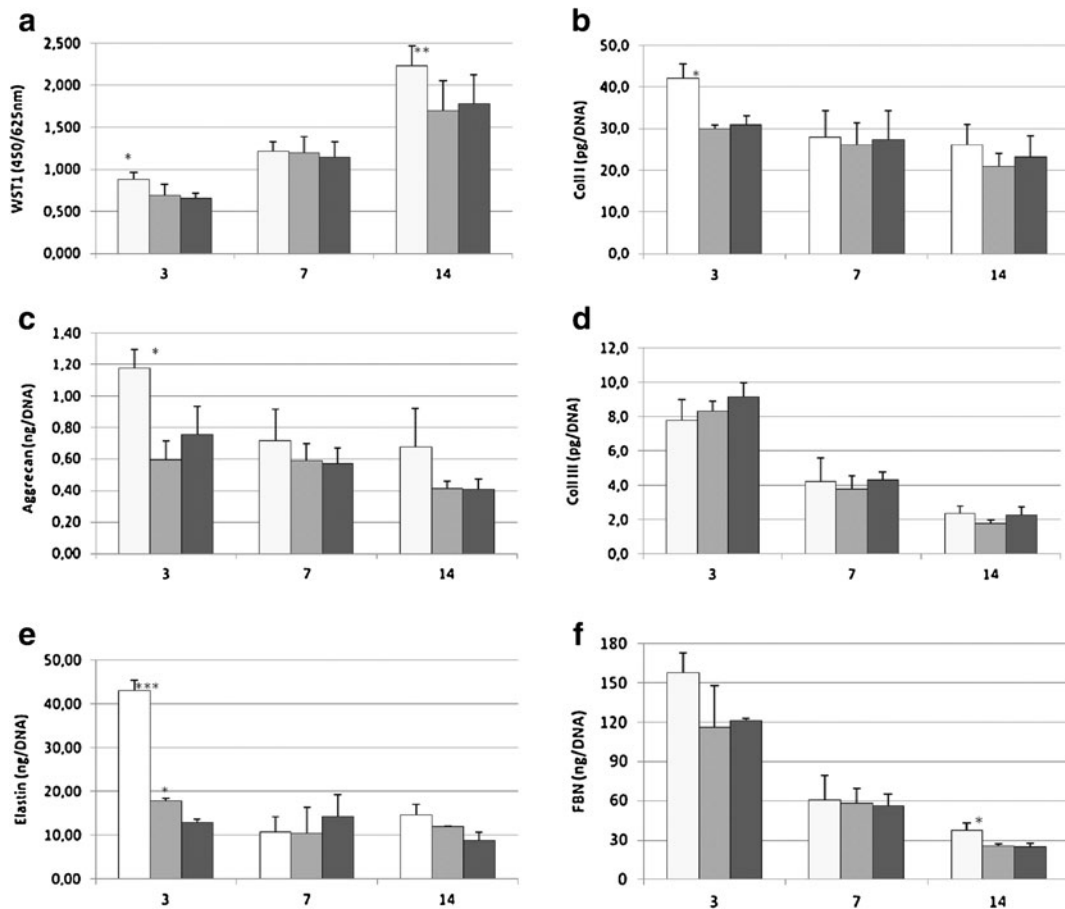 a
WST1 (450/625nm)
2,500
2,000
1,500
1,000
0,500
0,000
*
**
3 7 14
b
Coll I (pg/DNA)
50,0
40,0
30,0
20,0
10,0
0,0
*
3 7 14
c
Aggrecan (ng/DNA)
1,40
1,20
1,00
0,80
0,60
0,40
0,20
0,00
*
3 7 14
d
Coll III (pg/DNA)
12,0
10,0
8,0
6,0
4,0
2,0
0,0
3 7 14
e
Elastin (ng/DNA)
50,00
40,00
30,00
20,00
10,00
0,00
***
*
3 7 14
f
FBN (ng/DNA)
180
150
120
90
60
30
0
*
3 7 14